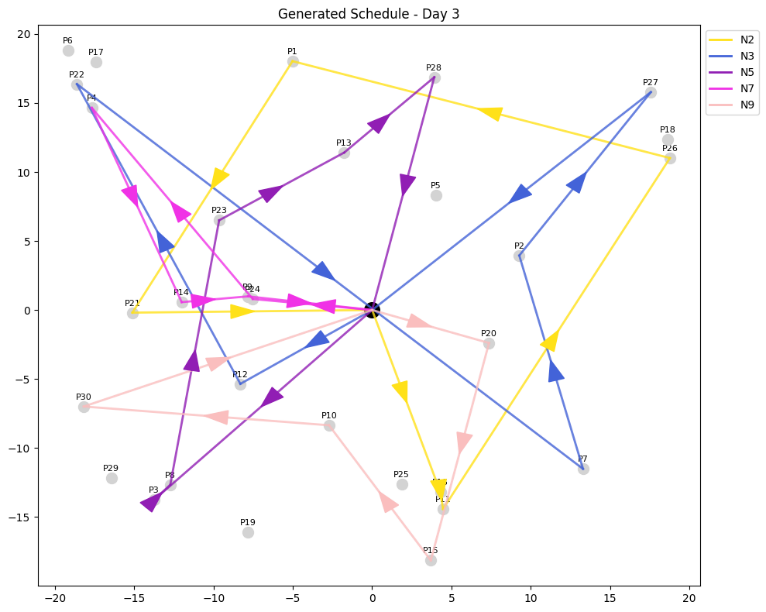 Generated Schedule - Day 3
N2
N3
N5
N7
N9
P6
P17
P1
P28
P22
P27
P4
P18
P13
P26
P5
P23
P2
P14
P9
P24
P21
P20
P12
P30
P10
P7
P29
P8
P25
P3
P11
P19
P15
20
15
10
5
0
−5
−10
−15
−20 −15 −10 −5 0 5 10 15 20